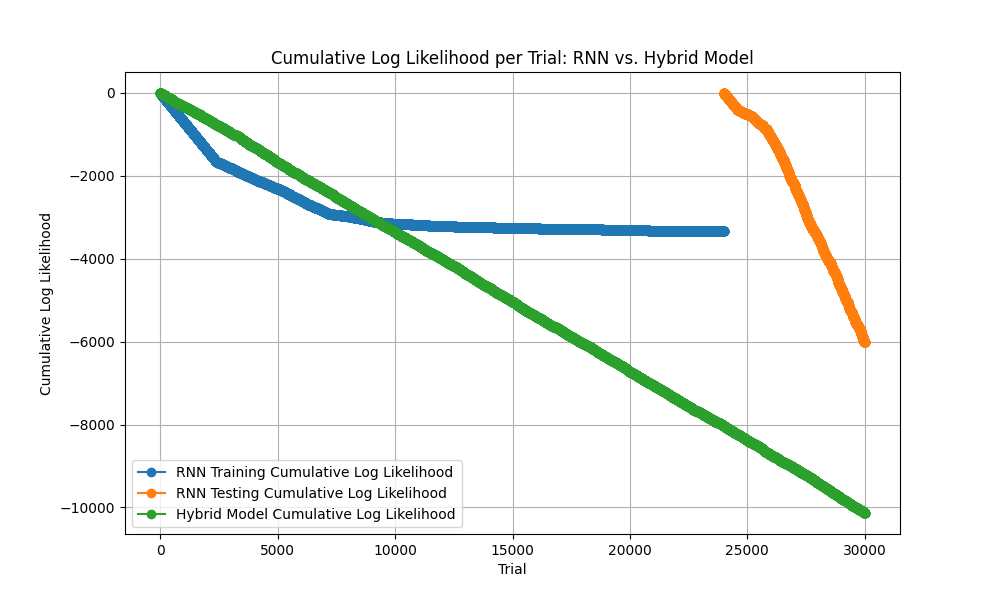 Cumulative Log Likelihood per Trial: RNN vs. Hybrid Model
Cumulative Log Likelihood
0
−2000
−4000
−6000
−8000
−10000
RNN Training Cumulative Log Likelihood
RNN Testing Cumulative Log Likelihood
Hybrid Model Cumulative Log Likelihood
0 5000 10000 15000 20000 25000 30000
Trial